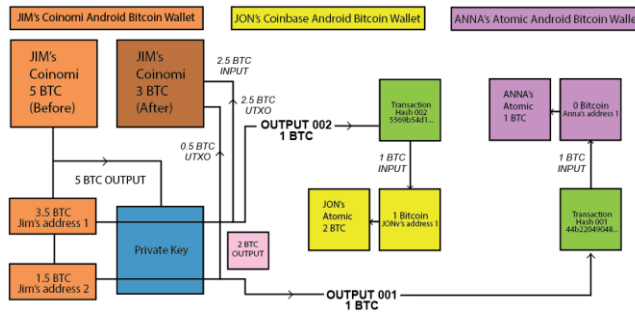 JIM's Coinomi Android Bitcoin Wallet
JON's Coinbase Android Bitcoin Wallet
ANNA's Atomic Android Bitcoin Wallet
JIM's
Coinomi
5 BTC
(Before)
JIM's
Coinomi
3 BTC
(After)
2.5 BTC
INPUT
2.5 BTC
UTXO
0.5 BTC
UTXO
OUTPUT 002
1 BTC
Transaction
Hash 002
5569b54d1...
ANNA's
Atomic
1 BTC
0 Bitcoin
Anna's address 1
5 BTC OUTPUT
1 BTC
INPUT
1 BTC
INPUT
3.5 BTC
Jim's address 1
Private Key
2 BTC
OUTPUT
JON's
Atomic
2 BTC
1 Bitcoin
JONv's address 1
Transaction
Hash 001
44b22049048...
1.5 BTC
Jim's address 2
OUTPUT 001
1 BTC